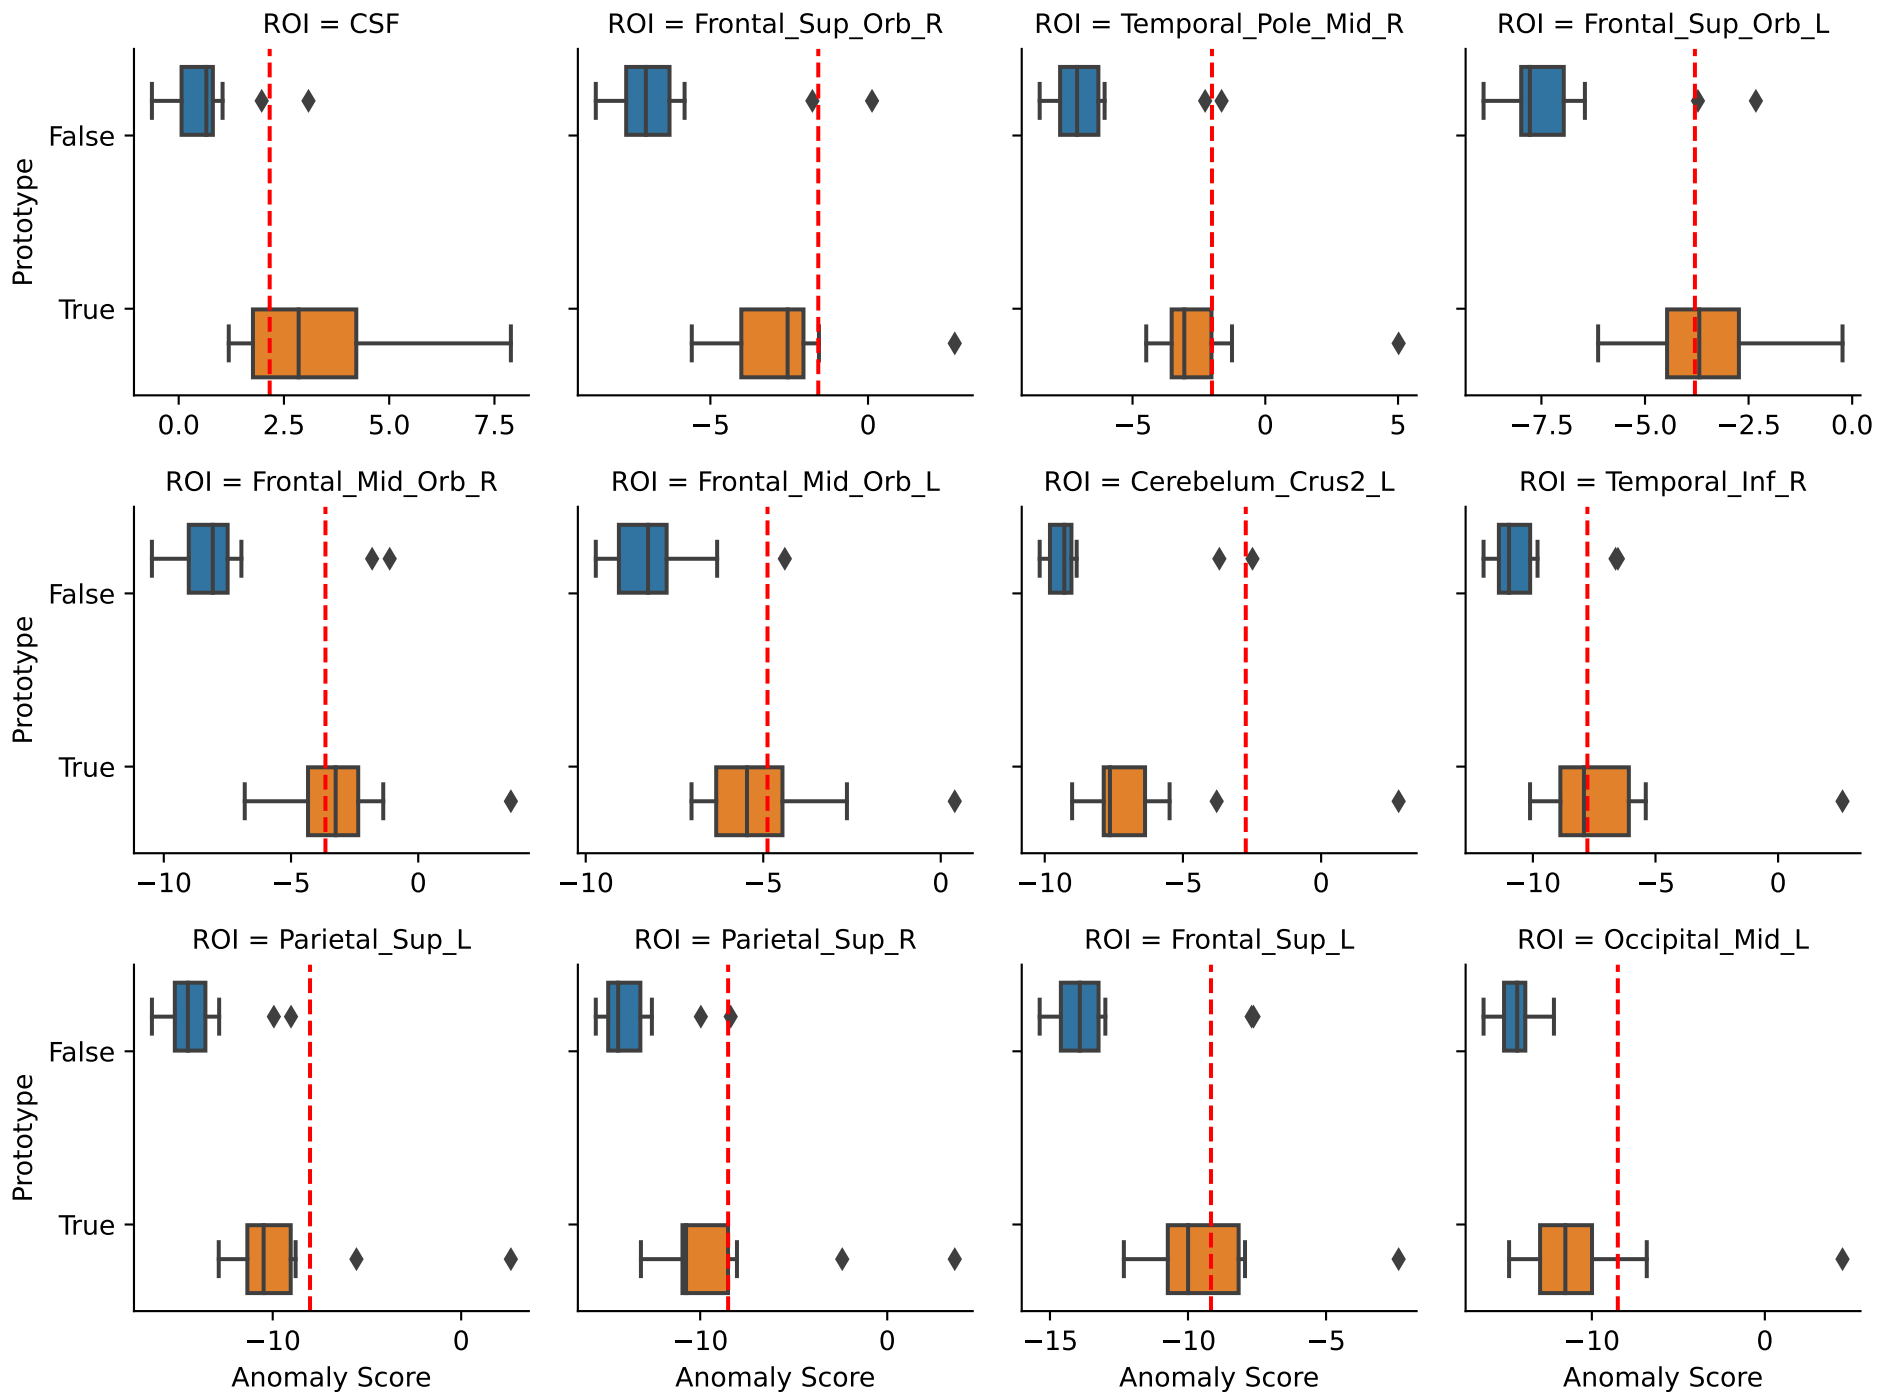 ROI = CSF
ROI = Frontal_Sup_Orb_R
ROI = Temporal_Pole_Mid_R
ROI = Frontal_Sup_Orb_L
Prototype
False
True
0.0 2.5 5.0 7.5
−5 0
−5 0 5
−7.5 −5.0 −2.5 0.0
ROI = Frontal_Mid_Orb_R
ROI = Frontal_Mid_Orb_L
ROI = Cerebelum_Crus2_L
ROI = Temporal_Inf_R
Prototype
False
True
−10 −5 0
−10 −5 0
−10 −5 0
−10 −5 0
ROI = Parietal_Sup_L
ROI = Parietal_Sup_R
ROI = Frontal_Sup_L
ROI = Occipital_Mid_L
Prototype
False
True
−10 0
−10 0
−15 −10 −5
−10 0
Anomaly Score
Anomaly Score
Anomaly Score
Anomaly Score